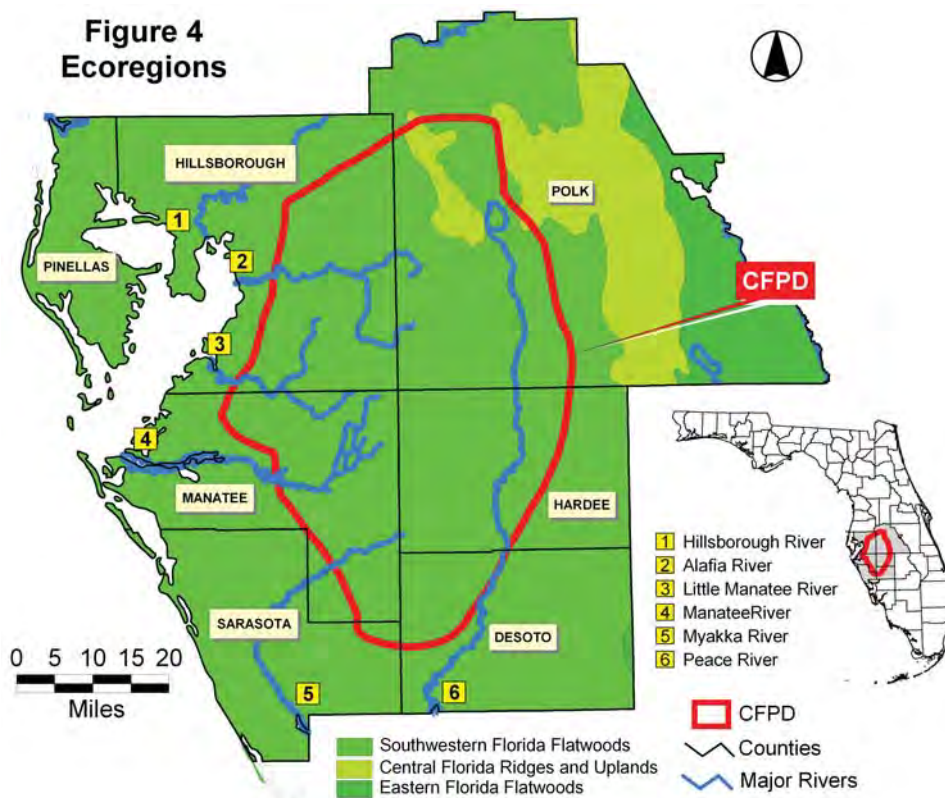 Figure 4
Ecoregions
HILLSBOROUGH
POLK
1
PINELLAS
2
CFPD
3
4
MANATEE
HARDEE
1 Hillsborough River
2 Alafia River
3 Little Manatee River
4 ManateeRiver
5 Myakka River
6 Peace River
SARASOTA
DESOTO
0 5 10 15 20
Miles
5
6
CFPD
Counties
Major Rivers
Southwestern Florida Flatwoods
Central Florida Ridges and Uplands
Eastern Florida Flatwoods